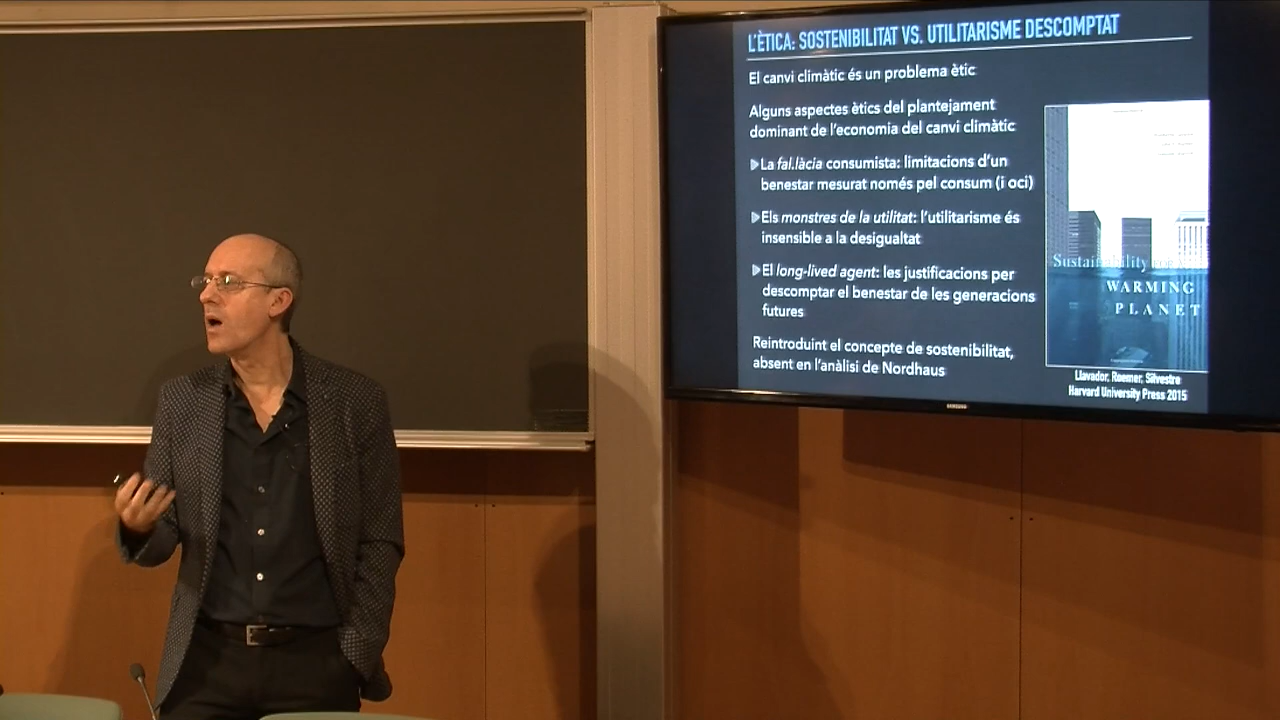 L'ÈTICA: SOSTENIBILITAT VS. UTILITARISME DESCOMPTAT
El canvi climàtic és un problema ètic
Alguns aspectes ètics del plantejament
dominant de l'economia del canvi climàtic
La fal.làcia consumista: limitacions d'un
benestar mesurat només pel consum (i oci)
Els monstres de la utilitat: l'utilitarisme és
insensible a la desigualtat
El long-lived agent: les justificacions per
descomptar el benestar de les generacions
futures
Reintroduint el concepte de sostenibilitat,
absent en l'anàlisi de Nordhaus
Sustainability
WARMING
PLANET
Llavador, Roemer, Silvestre
Harvard University Press 2015
SAMSUNG